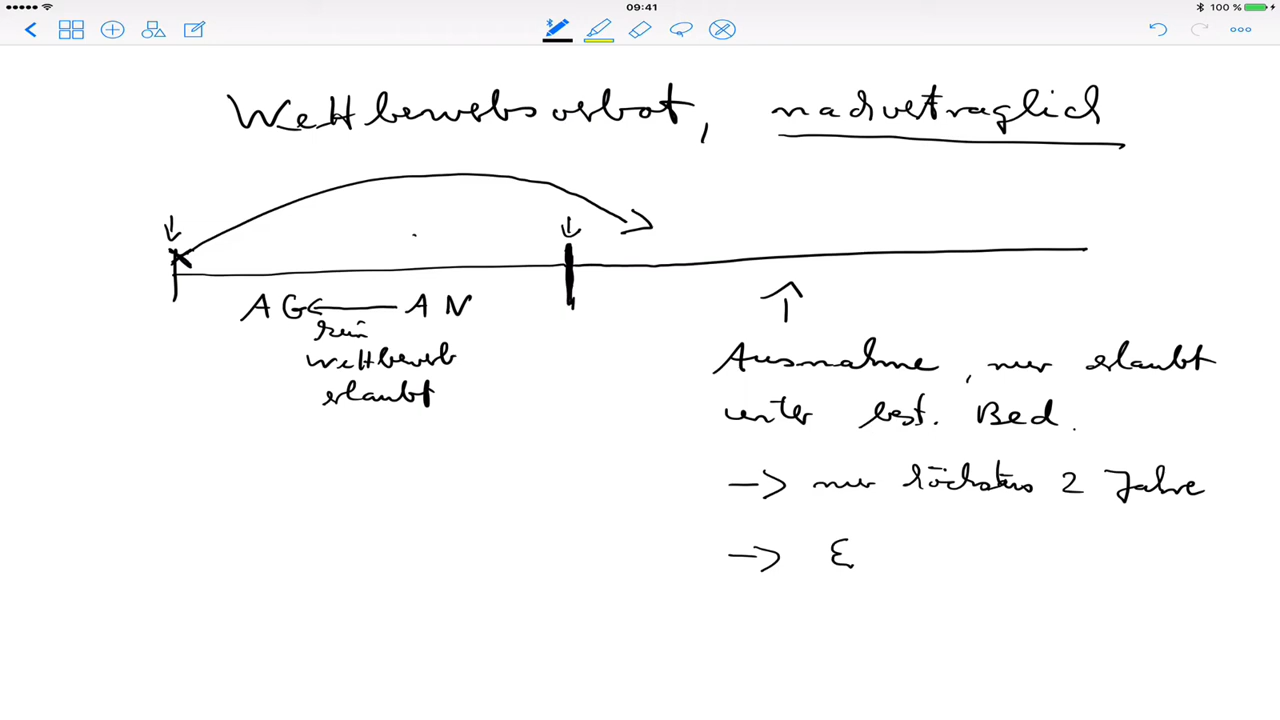 09:41
100 %
Wettbewerbsverbot, nachvertraglich
AG AN
kein
Wettbewerb
erlaubt
Ausnahme, nur erlaubt
unter best. Bed.
-> nur höchstens 2 Jahre
-> E